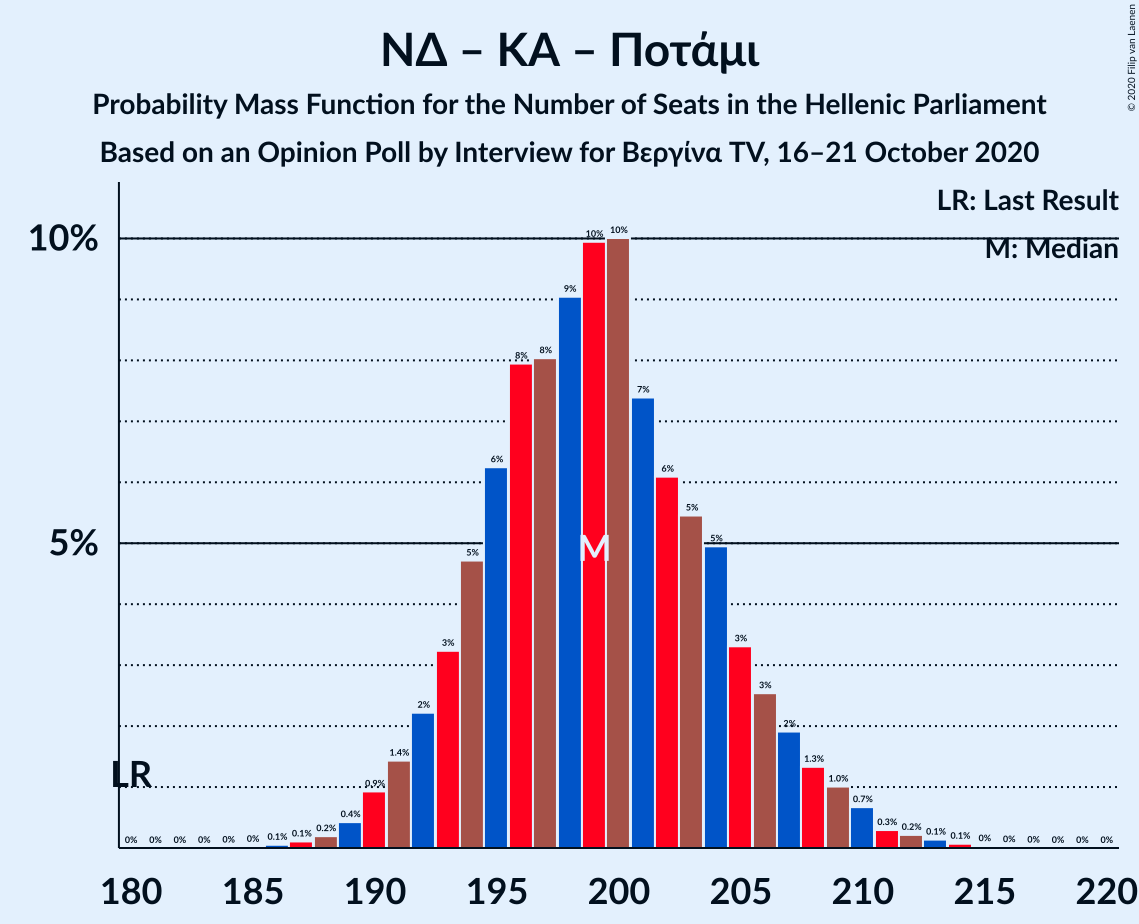 ΝΔ – ΚΑ – Ποτάμι
Probability Mass Function for the Number of Seats in the Hellenic Parliament
Based on an Opinion Poll by Interview for Βεργίνα TV, 16–21 October 2020
© 2020 Filip van Laenen
LR: Last Result
M: Median
10%
5%
LR
M
0% 0% 0% 0% 0% 0% 0.1% 0.1% 0.2% 0.4% 0.9% 1.4% 2% 3% 5% 6% 8% 8% 9% 10% 10% 7% 6% 5% 5% 3% 3% 2% 1.3% 1.0% 0.7% 0.3% 0.2% 0.1% 0.1% 0% 0% 0% 0% 0% 0%
180 185 190 195 200 205 210 215 220